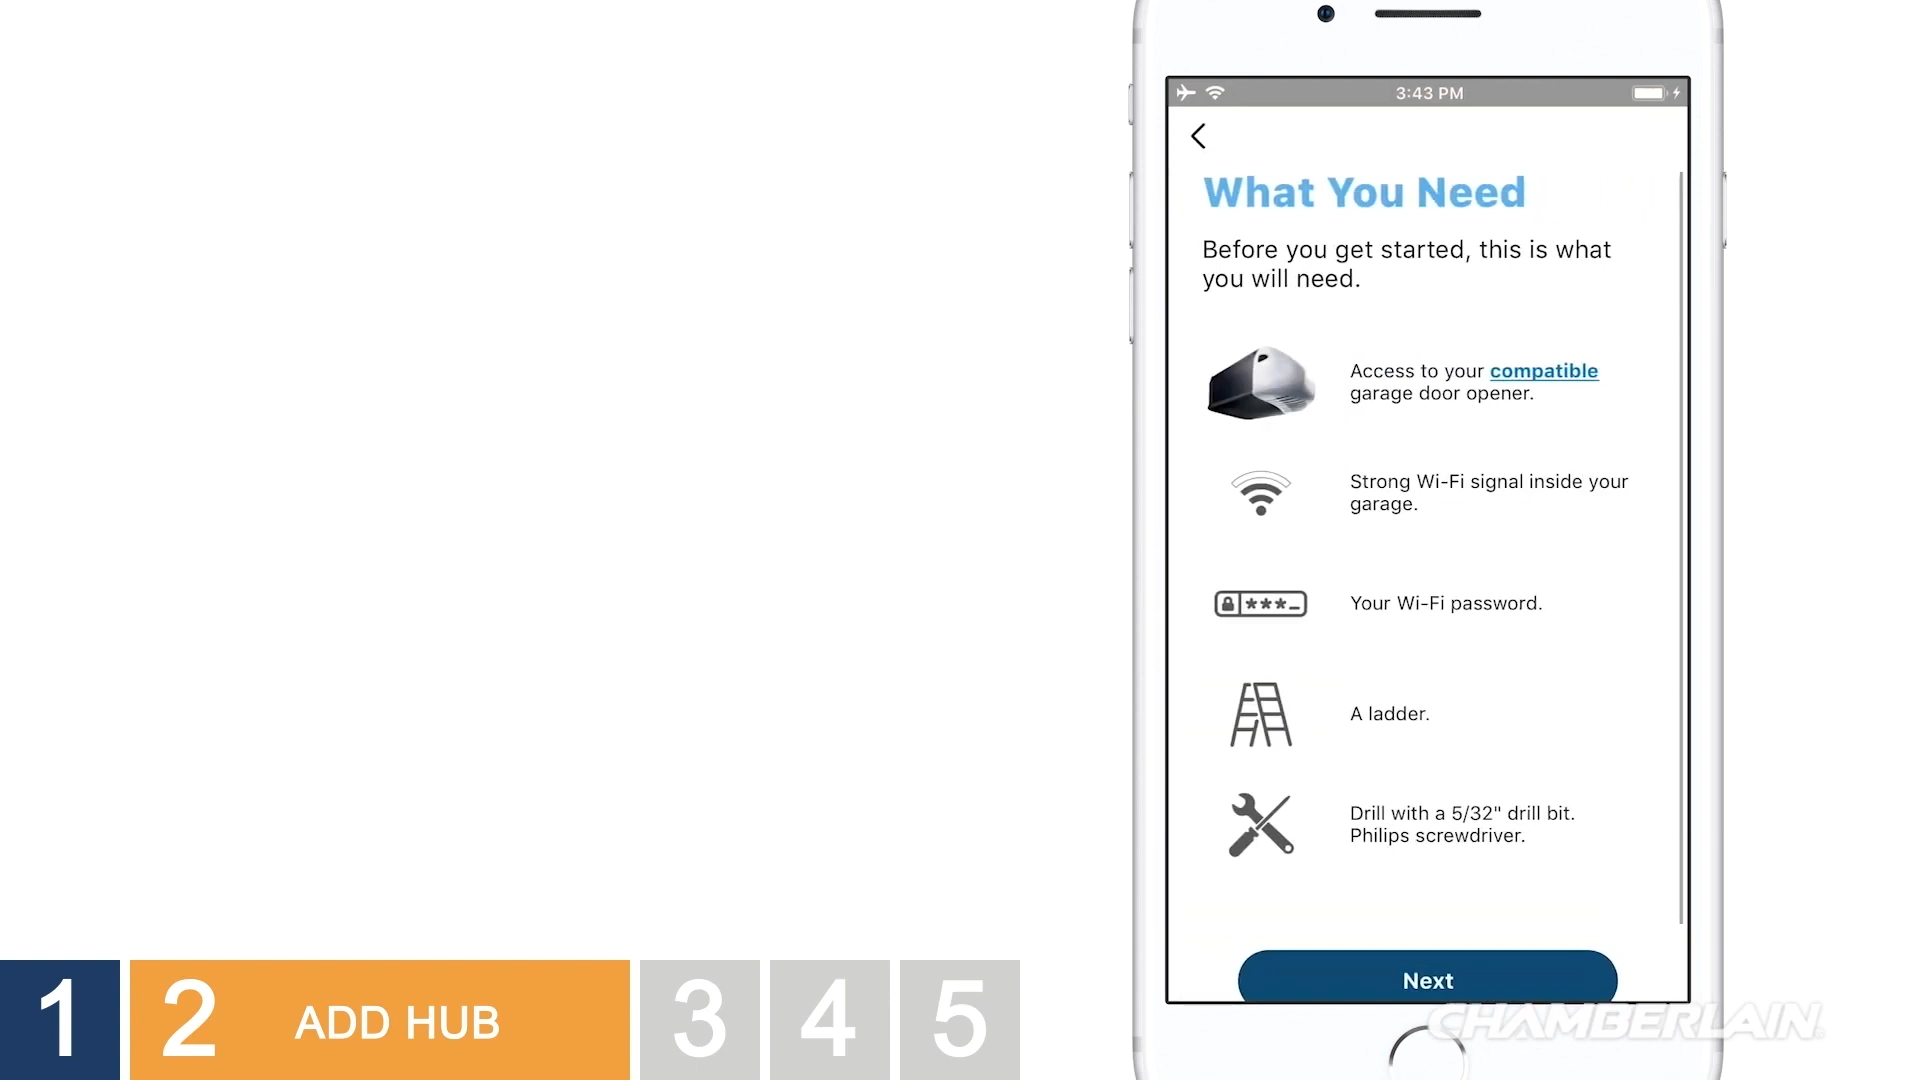 3:43 PM
What You Need
Before you get started, this is what
you will need.
Access to your compatible
garage door opener.
Strong Wi-Fi signal inside your
garage.
***_
Your Wi-Fi password.
A ladder.
Drill with a 5/32" drill bit.
Philips screwdriver.
Next
CHAMBERLAIN®
1 2 ADD HUB 3 4 5